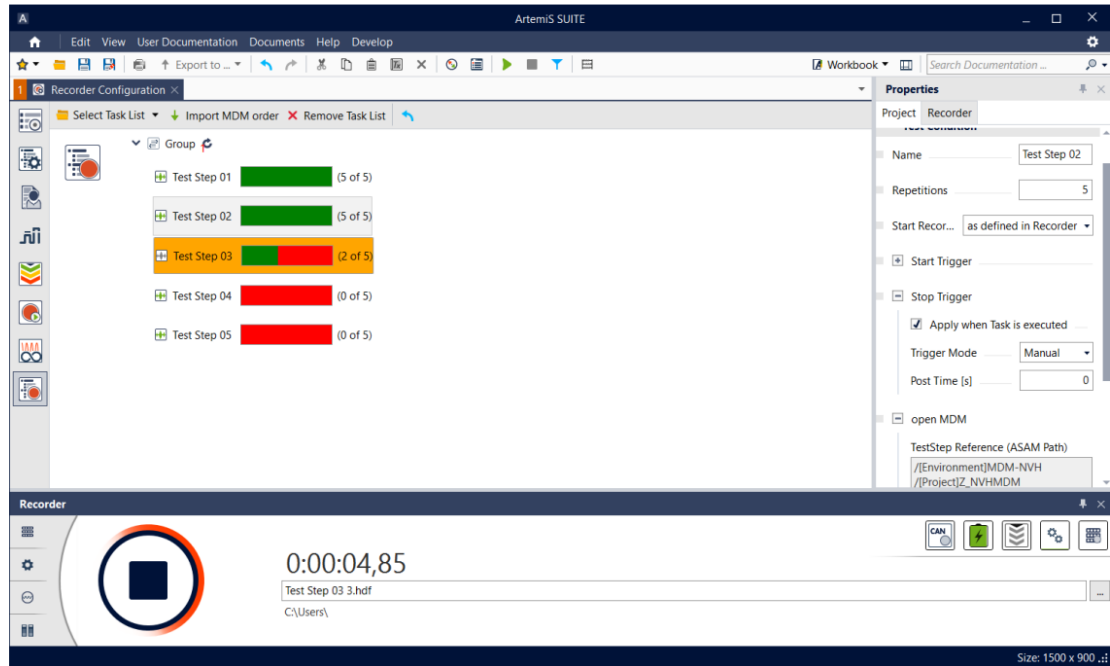 A
ArtemiS SUITE
Edit View User Documentation Documents Help Develop
Export to ...
Workbook
Search Documentation ...
1 Recorder Configuration
Select Task List Import MDM order Remove Task List
Group
Test Step 01 (5 of 5)
Test Step 02 (5 of 5)
Test Step 03 (2 of 5)
Test Step 04 (0 of 5)
Test Step 05 (0 of 5)
Properties
Project Recorder
Test Condition
Name Test Step 02
Repetitions 5
Start Recor... as defined in Recorder
Start Trigger
Stop Trigger
Apply when Task is executed
Trigger Mode Manual
Post Time [s] 0
open MDM
TestStep Reference (ASAM Path)
/[Environment]MDM-NVH
/[Project]Z_NVHMDM
Recorder
CAN
0:00:04,85
Test Step 03 3.hdf
...
C:\Users\
Size: 1500 x 900